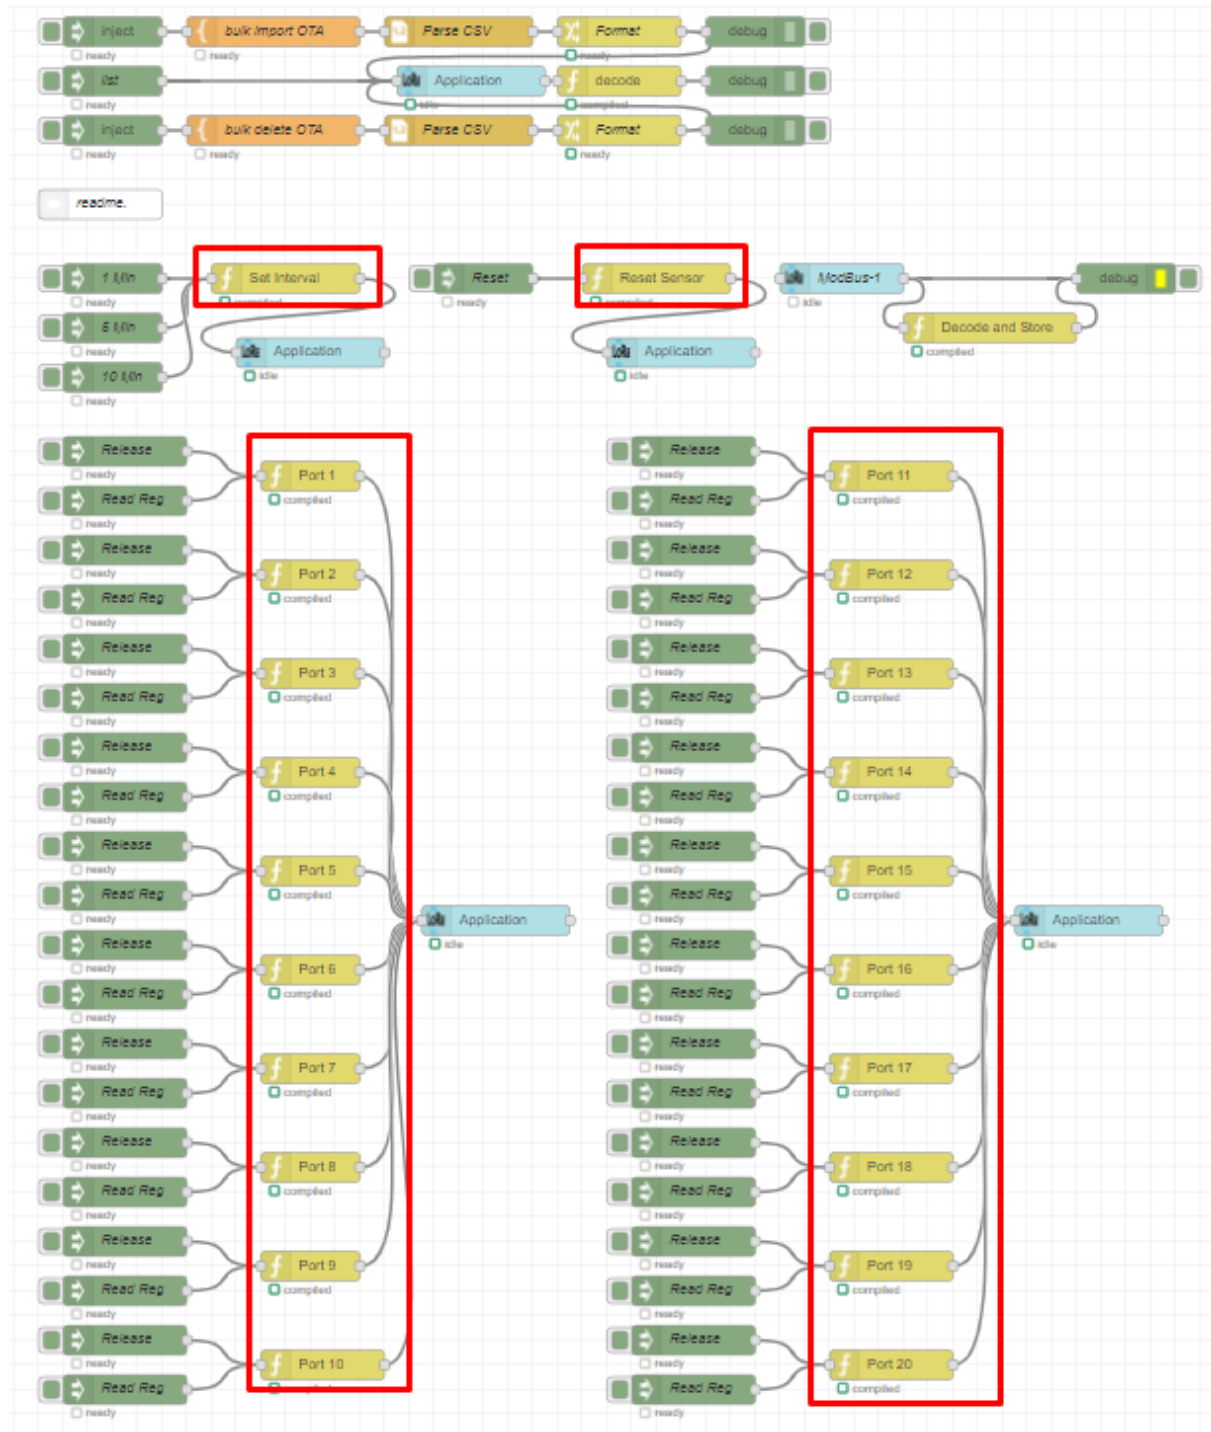 Inject bulk Import OTA Parse CSV Format debug
ready ready ready
list Application decode debug
ready idle compiled
Inject bulk delete OTA Parse CSV Format debug
ready ready ready
readme.
1 Min Set Interval Reset Reset Sensor ModBus-1 debug
ready compiled ready compiled idle
5 Min Decode and Store
ready compiled
Application Application
idle idle
10 Min
ready
Release Release
ready Port 1 ready Port 11
Read Reg compiled Read Reg compiled
ready ready
Release Release
ready Port 2 ready Port 12
Read Reg compiled Read Reg compiled
ready ready
Release Release
ready Port 3 ready Port 13
Read Reg compiled Read Reg compiled
ready ready
Release Release
ready Port 4 ready Port 14
Read Reg compiled Read Reg compiled
ready ready
Release Release
ready Port 5 ready Port 15
Read Reg compiled Read Reg compiled
ready Application ready Application
Release idle Release idle
ready Port 6 ready Port 16
Read Reg compiled Read Reg compiled
ready ready
Release Release
ready Port 7 ready Port 17
Read Reg compiled Read Reg compiled
ready ready
Release Release
ready Port 8 ready Port 18
Read Reg compiled Read Reg compiled
ready ready
Release Release
ready Port 9 ready Port 19
Read Reg compiled Read Reg compiled
ready ready
Release Release
ready Port 10 ready Port 20
Read Reg compiled Read Reg compiled
ready ready